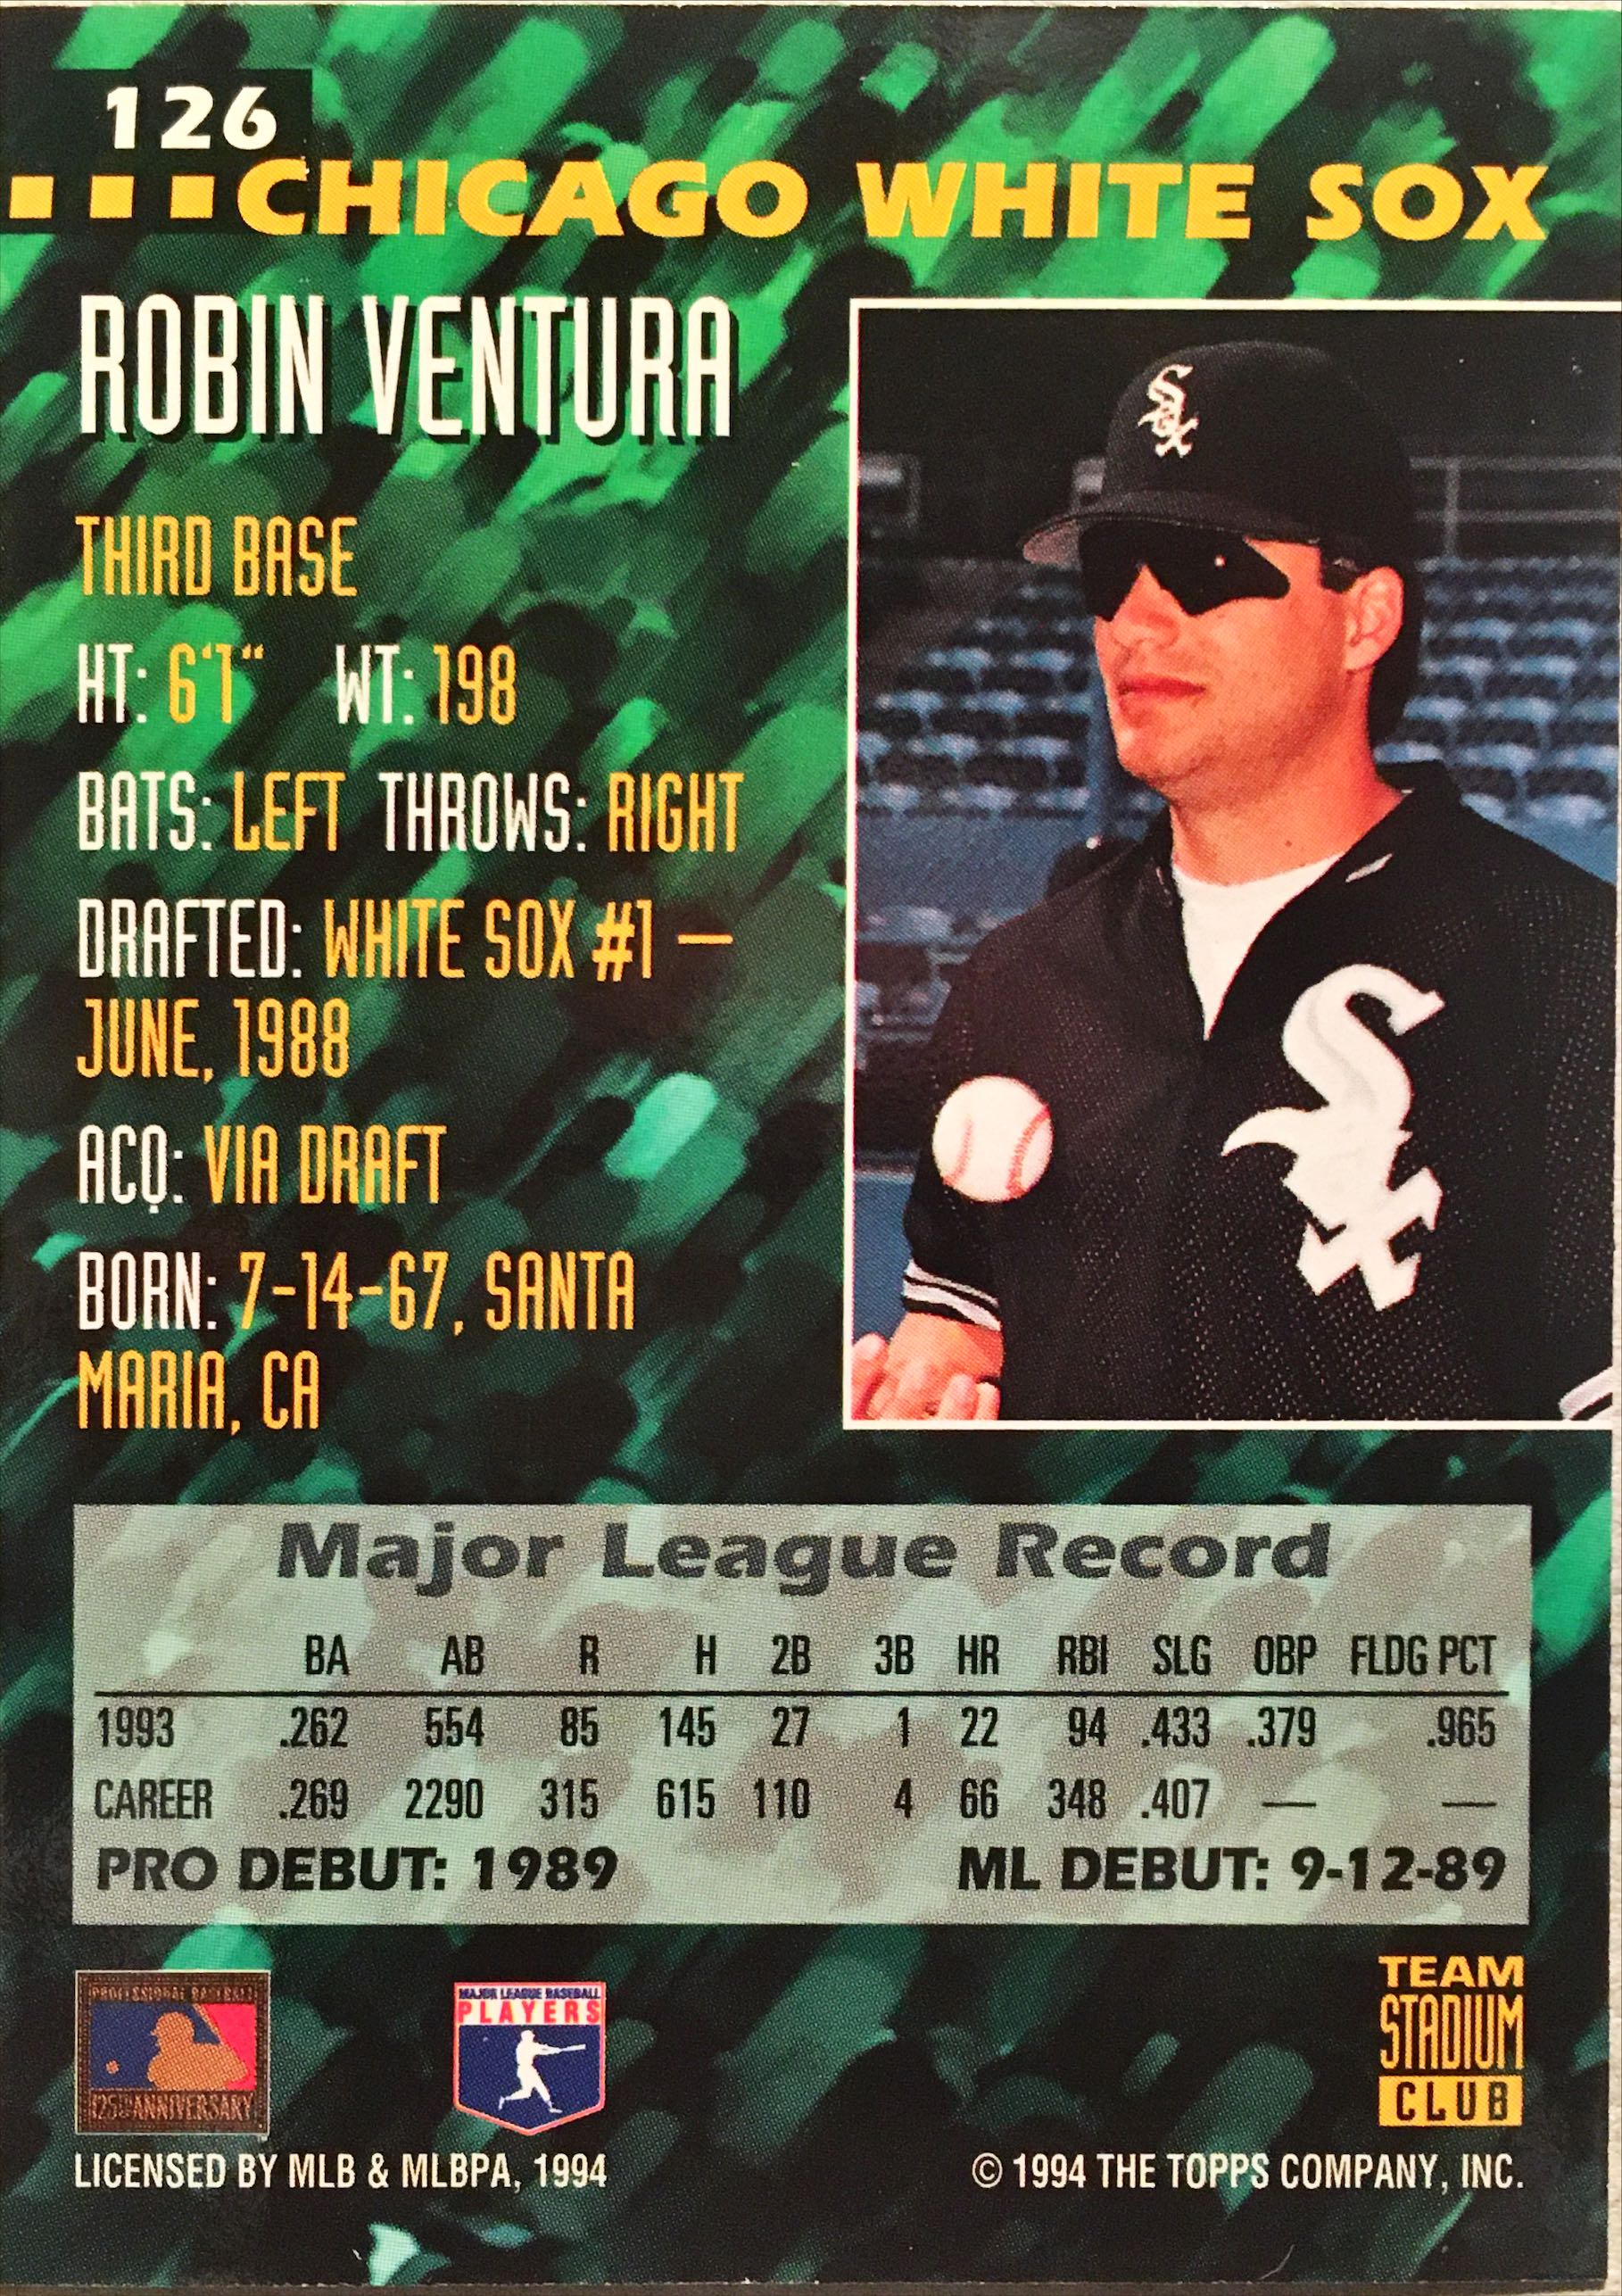 126
CHICAGO WHITE SOX
ROBIN VENTURA
THIRD BASE
HT: 6'1" WT: 198
BATS: LEFT THROWS: RIGHT
DRAFTED: WHITE SOX #1 —
JUNE, 1988
ACQ: VIA DRAFT
BORN: 7-14-67, SANTA
MARIA, CA
Sox
Sox
Major League Record
BA AB R H 2B 3B HR RBI SLG OBP FLDG PCT
1993 .262 554 85 145 27 1 22 94 .433 .379 .965
CAREER .269 2290 315 615 110 4 66 348 .407 — —
PRO DEBUT: 1989 ML DEBUT: 9-12-89
PROFESSIONAL BASEBALL
125th ANNIVERSARY
MAJOR LEAGUE BASEBALL
PLAYERS
TEAM
STADIUM
CLUB
LICENSED BY MLB & MLBPA, 1994
© 1994 THE TOPPS COMPANY, INC.